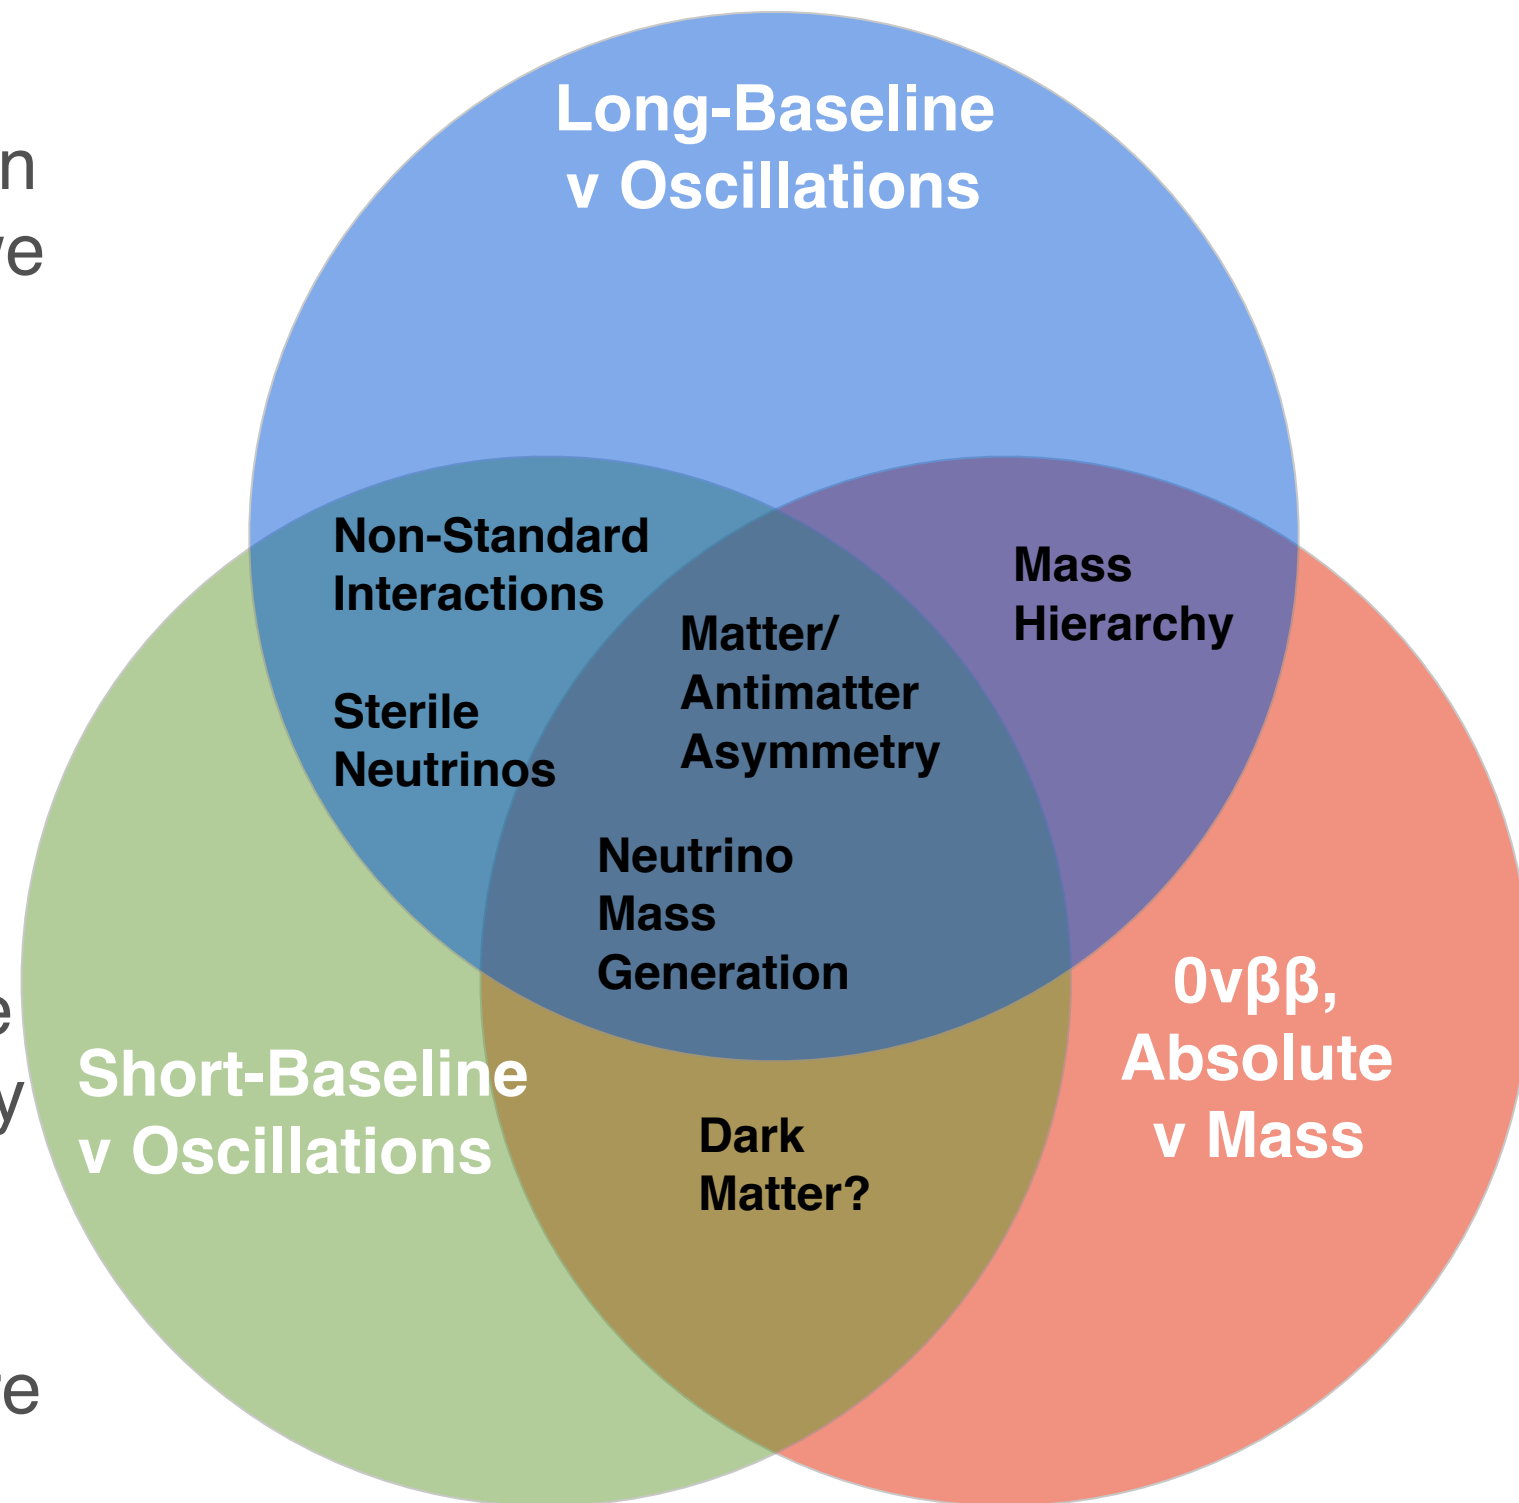 Long-Baseline
ν Oscillations
Non-Standard
Interactions
Sterile
Neutrinos
Matter/
Antimatter
Asymmetry
Mass
Hierarchy
Neutrino
Mass
Generation
Short-Baseline
ν Oscillations
0νββ,
Absolute
ν Mass
Dark
Matter?